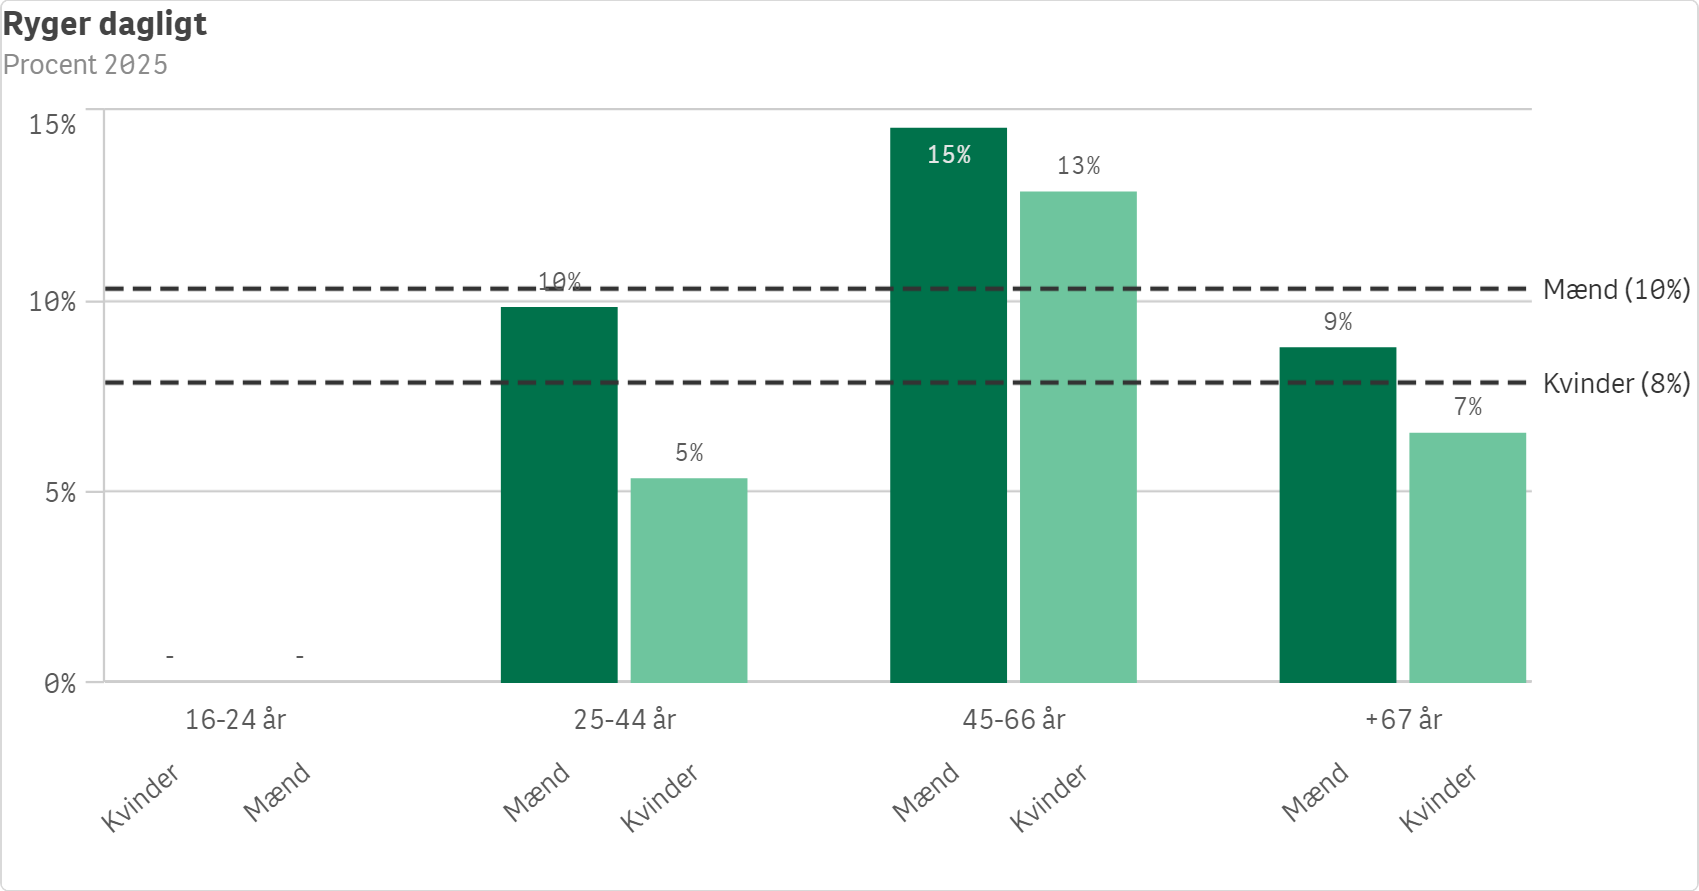 Ryger dagligt
Procent 2025
15%
10%
5%
0%
-
-
10%
5%
15%
13%
9%
7%
Mænd (10%)
Kvinder (8%)
16-24 år
25-44 år
45-66 år
+67 år
Kvinder
Mænd
Mænd
Kvinder
Mænd
Kvinder
Mænd
Kvinder